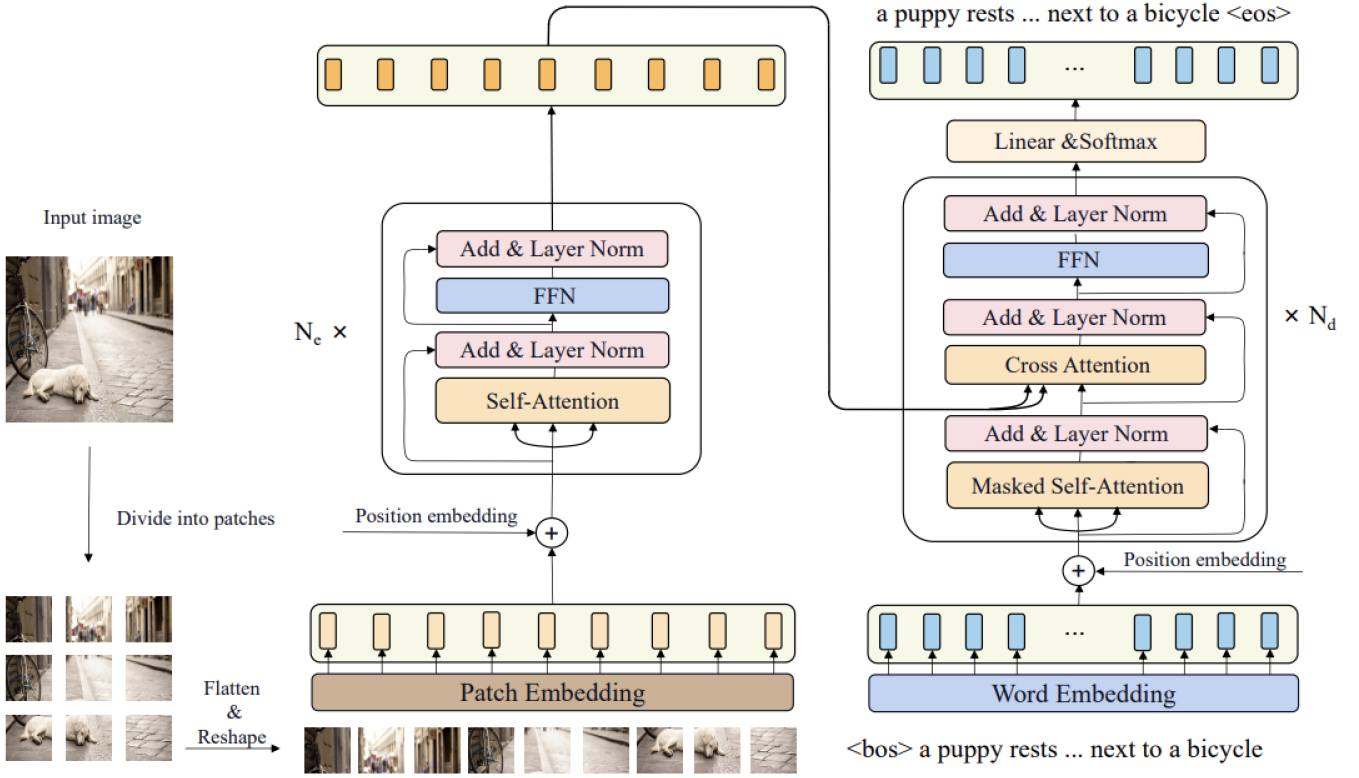 a puppy rests ... next to a bicycle <eos>
...
Linear &Softmax
Input image
Add & Layer Norm
FFN
Add & Layer Norm
Self-Attention
N_e ×
Add & Layer Norm
FFN
Add & Layer Norm
Cross Attention
Add & Layer Norm
Masked Self-Attention
× N_d
Divide into patches
Position embedding
+
Position embedding
+
Flatten
&
Reshape
Patch Embedding
...
Word Embedding
<bos> a puppy rests ... next to a bicycle